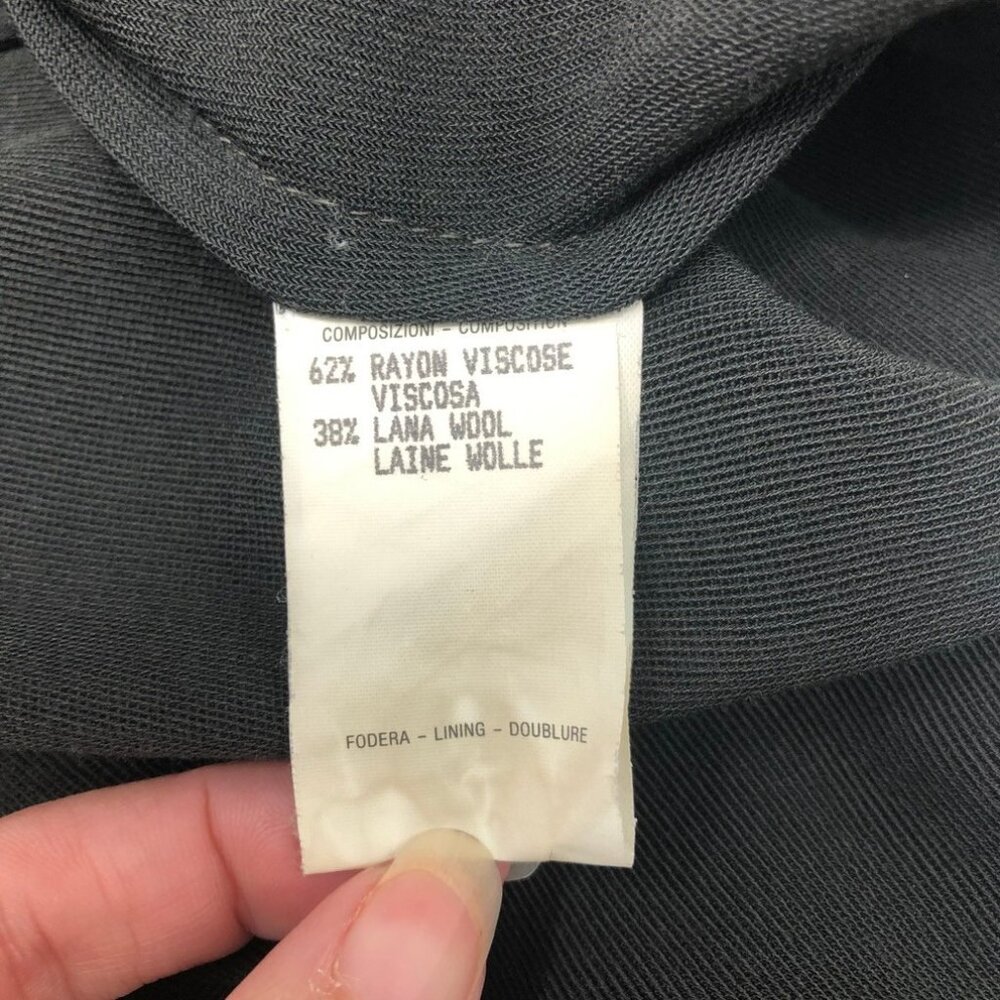 COMPOSIZIONI - COMPOSITION
62% RAYON VISCOSE
VISCOSA
38% LANA WOOL
LAINE WOLLE
FODERA - LINING - DOUBLURE